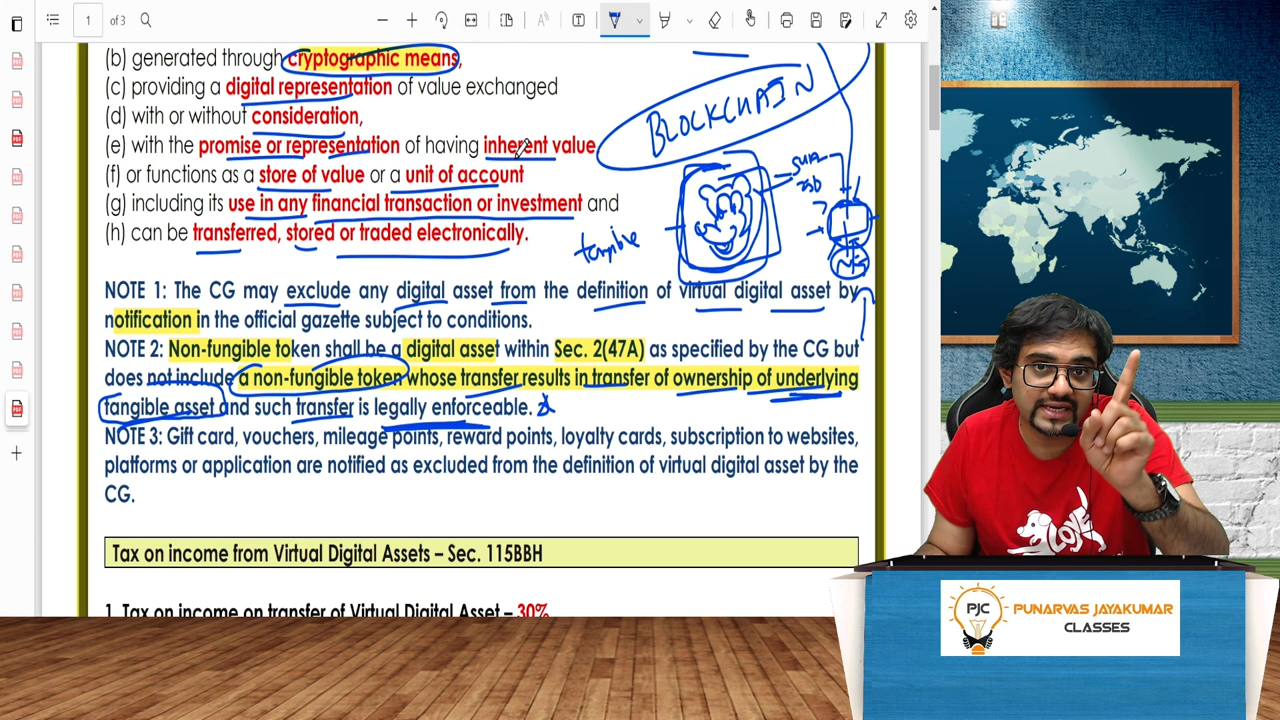 1 of 3
(b) generated through cryptographic means,
(c) providing a digital representation of value exchanged
(d) with or without consideration,
(e) with the promise or representation of having inherent value
(f) or functions as a store of value or a unit of account
(g) including its use in any financial transaction or investment and
(h) can be transferred, stored or traded electronically.
BLOCKCHAIN
tangible
NOTE 1: The CG may exclude any digital asset from the definition of virtual digital asset by
notification in the official gazette subject to conditions.
NOTE 2: Non-fungible token shall be a digital asset within Sec. 2(47A) as specified by the CG but
does not include a non-fungible token whose transfer results in transfer of ownership of underlying
tangible asset and such transfer is legally enforceable.
NOTE 3: Gift card, vouchers, mileage points, reward points, loyalty cards, subscription to websites,
platforms or application are notified as excluded from the definition of virtual digital asset by the
CG.
Tax on income from Virtual Digital Assets – Sec. 115BBH
1. Tax on income on transfer of Virtual Digital Asset – 30%
LOVE
PJC
PUNARVAS JAYAKUMAR
CLASSES